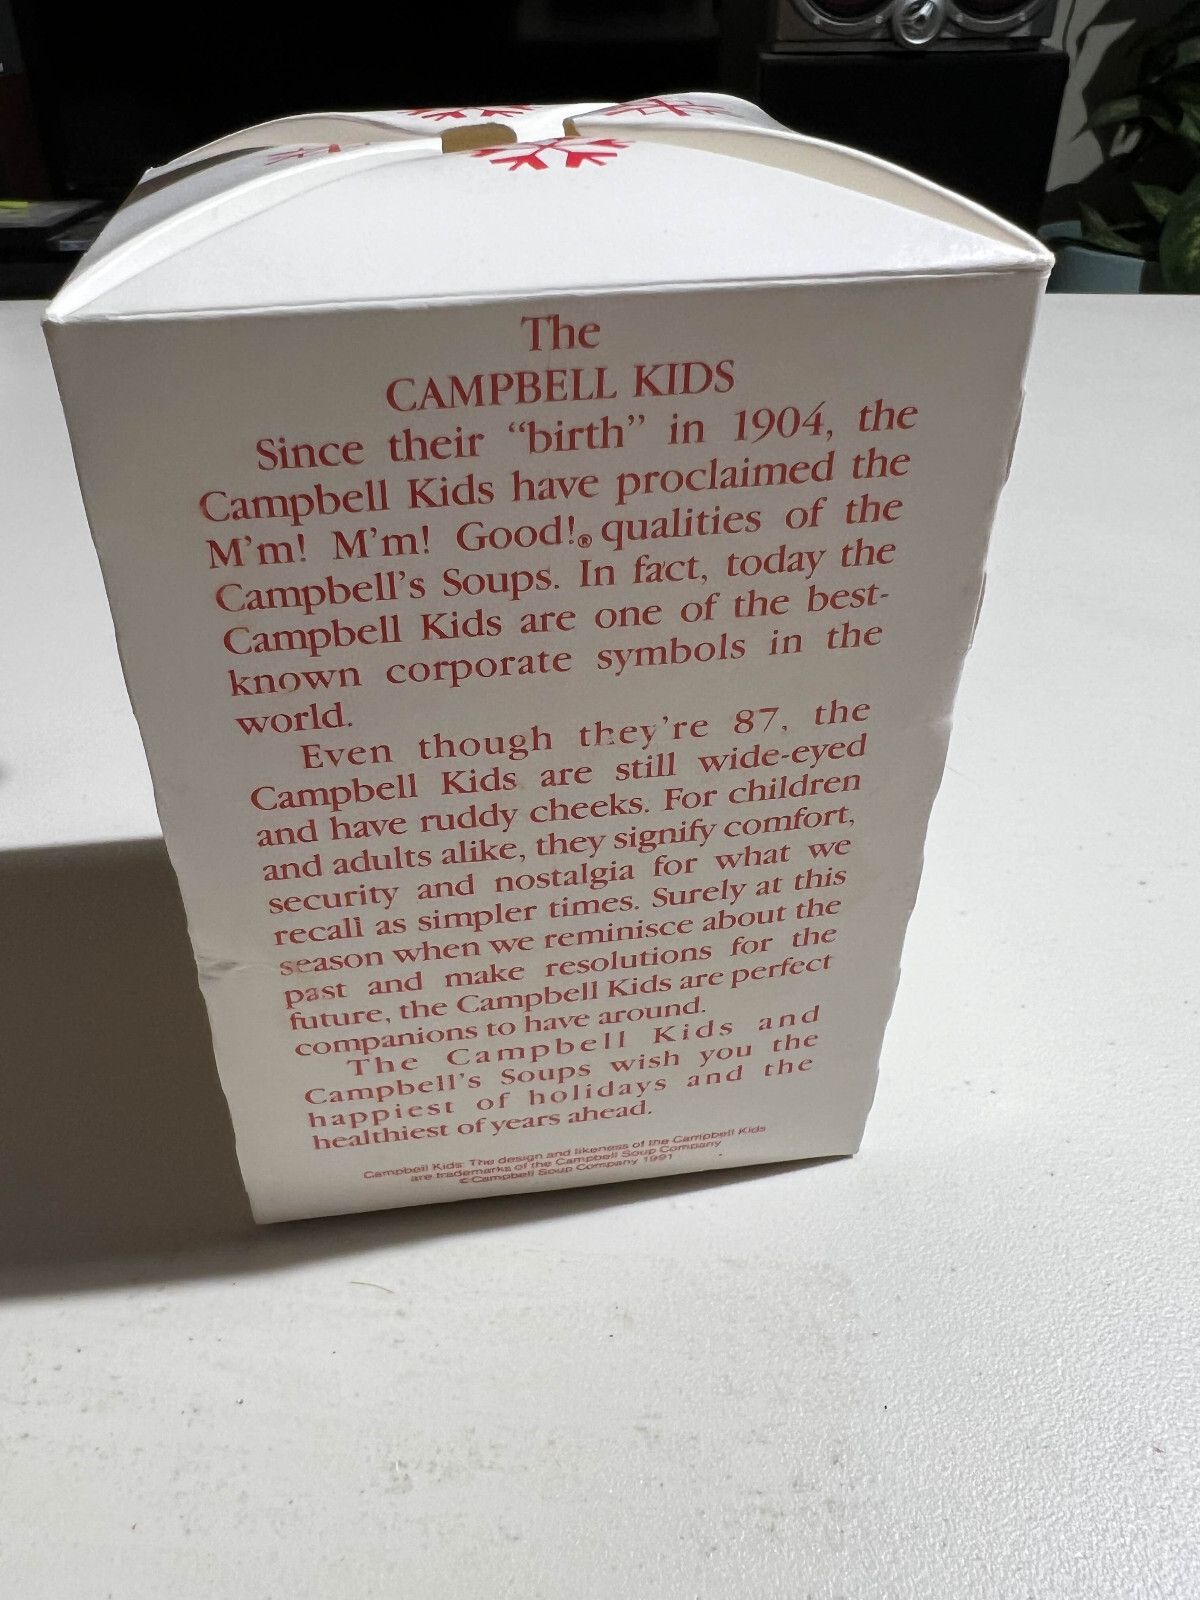 The
CAMPBELL KIDS
Since their “birth” in 1904, the
Campbell Kids have proclaimed the
M'm! M'm! Good!® qualities of the
Campbell's Soups. In fact, today the
Campbell Kids are one of the best-
known corporate symbols in the
world.
Even though they're 87, the
Campbell Kids are still wide-eyed
and have ruddy cheeks. For children
and adults alike, they signify comfort,
security and nostalgia for what we
recall as simpler times. Surely at this
season when we reminisce about the
past and make resolutions for the
future, the Campbell Kids are perfect
companions to have around.
The Campbell Kids and
Campbell's Soups wish you the
happiest of holidays and the
healthiest of years ahead.
Campbell Kids: The design and likeness of the Campbell Kids
are trademarks of the Campbell Soup Company
©Campbell Soup Company 1991